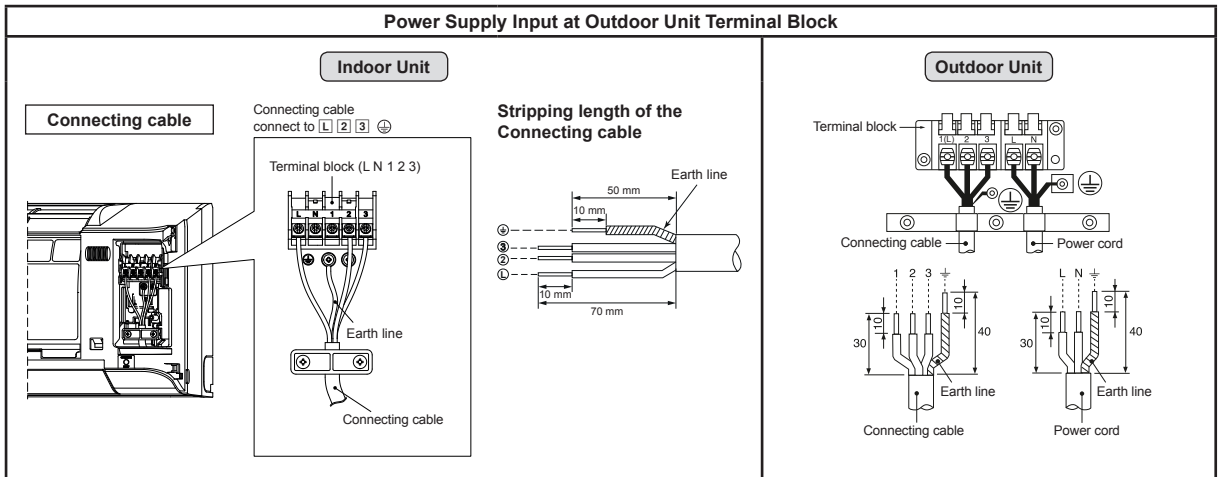 Power Supply Input at Outdoor Unit Terminal Block
Indoor Unit
Connecting cable
Connecting cable
connect to L 2 3 ⏚
Terminal block (L N 1 2 3)
L N 1 2 3
Earth line
Connecting cable
Stripping length of the
Connecting cable
Earth line
50 mm
10 mm
⏚
③
②
Ⓛ
10 mm
70 mm
Outdoor Unit
Terminal block
1(L) 2 3 L N
Connecting cable
Power cord
1 2 3 ⏚
10
10
30
40
Earth line
Connecting cable
L N ⏚
10
10
30
40
Earth line
Power cord